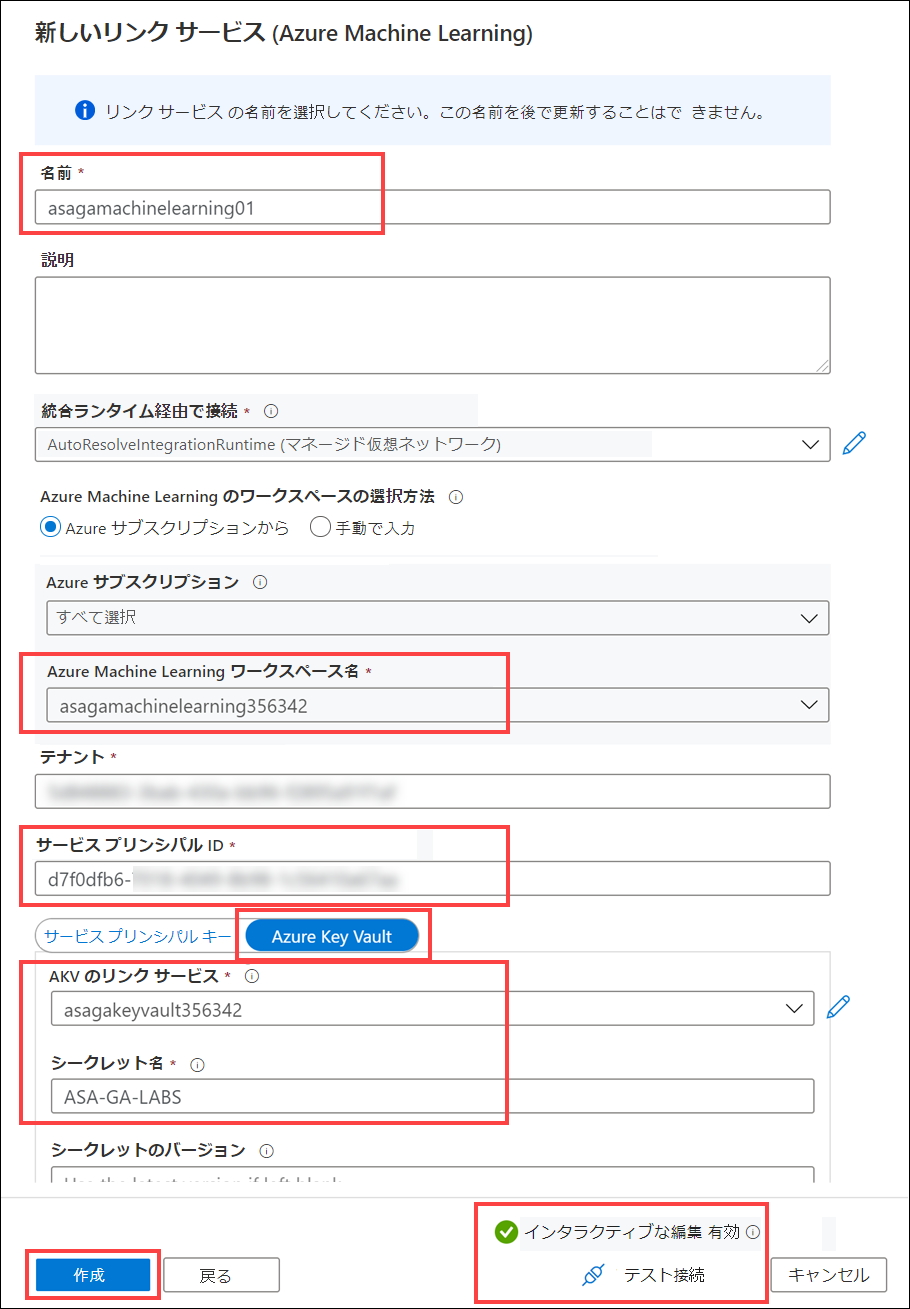 新しいリンク サービス (Azure Machine Learning)
リンク サービス の名前を選択してください。この名前を後で更新することはで きません。
名前 *
asagamachinelearning01
説明
統合ランタイム経由で接続 *
AutoResolveIntegrationRuntime (マネージド仮想ネットワーク)
Azure Machine Learning のワークスペースの選択方法
Azure サブスクリプションから 手動で入力
Azure サブスクリプション
すべて選択
Azure Machine Learning ワークスペース名 *
asagamachinelearning356342
テナント *
サービス プリンシパル ID *
d7f0dfb6-
サービス プリンシパル キー Azure Key Vault
AKV のリンク サービス *
asagakeyvault356342
シークレット名 *
ASA-GA-LABS
シークレットのバージョン
Use the latest version if left blank
インタラクティブな編集 有効
作成 戻る テスト接続 キャンセル